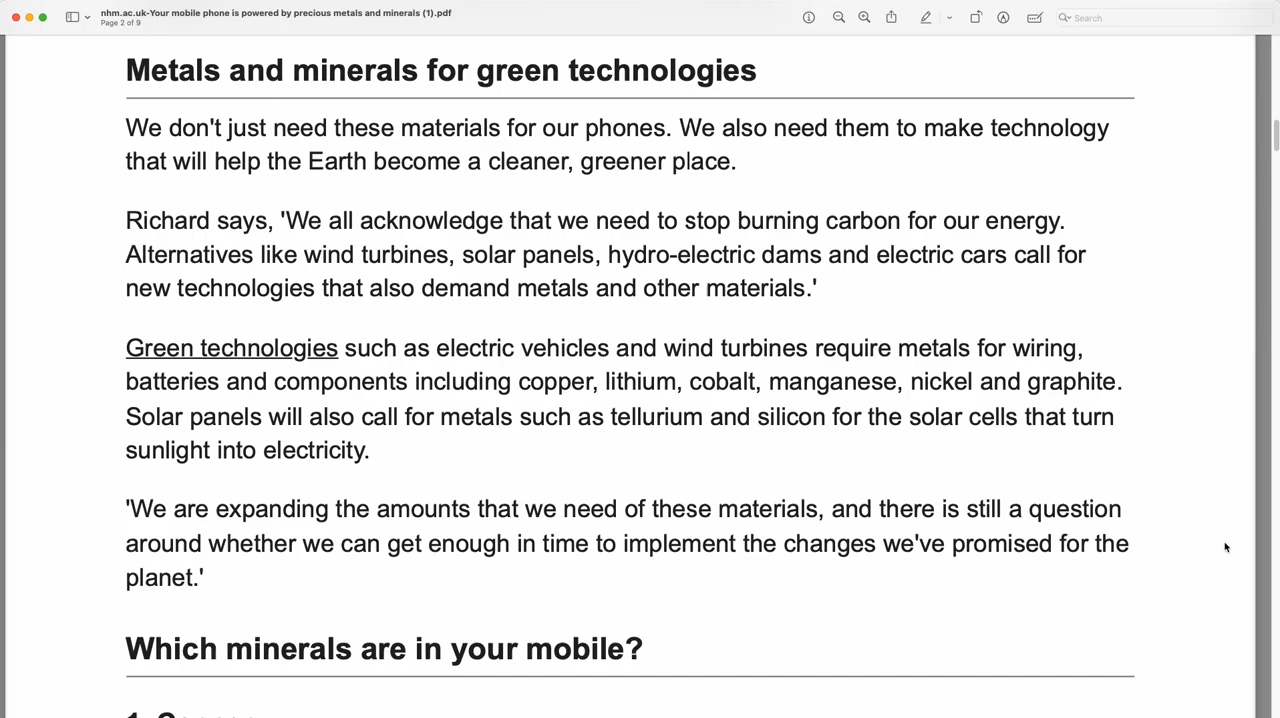 nhm.ac.uk-Your mobile phone is powered by precious metals and minerals (1).pdf
Page 2 of 9
Search
Metals and minerals for green technologies
We don't just need these materials for our phones. We also need them to make technology
that will help the Earth become a cleaner, greener place.
Richard says, 'We all acknowledge that we need to stop burning carbon for our energy.
Alternatives like wind turbines, solar panels, hydro-electric dams and electric cars call for
new technologies that also demand metals and other materials.'
Green technologies such as electric vehicles and wind turbines require metals for wiring,
batteries and components including copper, lithium, cobalt, manganese, nickel and graphite.
Solar panels will also call for metals such as tellurium and silicon for the solar cells that turn
sunlight into electricity.
'We are expanding the amounts that we need of these materials, and there is still a question
around whether we can get enough in time to implement the changes we've promised for the
planet.'
Which minerals are in your mobile?